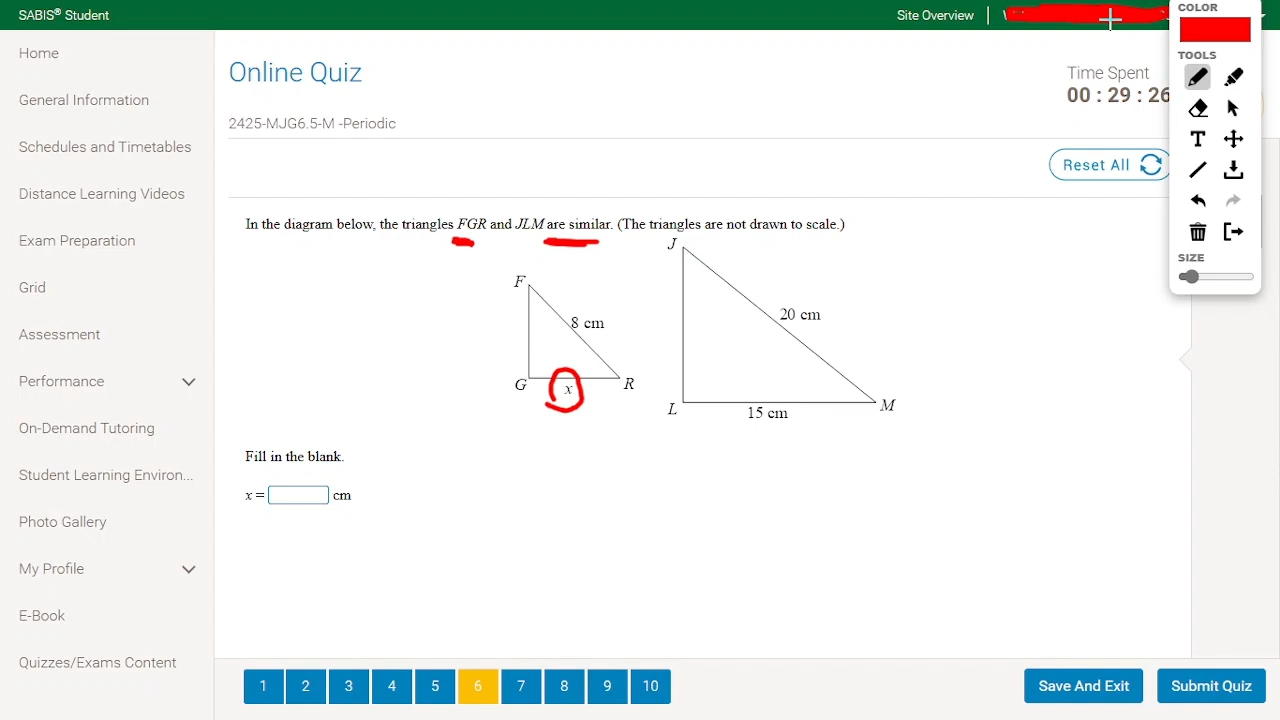 SABIS® Student
Site Overview
COLOR
TOOLS
SIZE
Home
General Information
Schedules and Timetables
Distance Learning Videos
Exam Preparation
Grid
Assessment
Performance
On-Demand Tutoring
Student Learning Environ...
Photo Gallery
My Profile
E-Book
Quizzes/Exams Content
Online Quiz
Time Spent
00 : 29 : 26
2425-MJG6.5-M -Periodic
Reset All
In the diagram below, the triangles FGR and JLM are similar. (The triangles are not drawn to scale.)
J
F
8 cm
20 cm
G
x
R
L
15 cm
M
Fill in the blank.
x = cm
1 2 3 4 5 6 7 8 9 10
Save And Exit
Submit Quiz